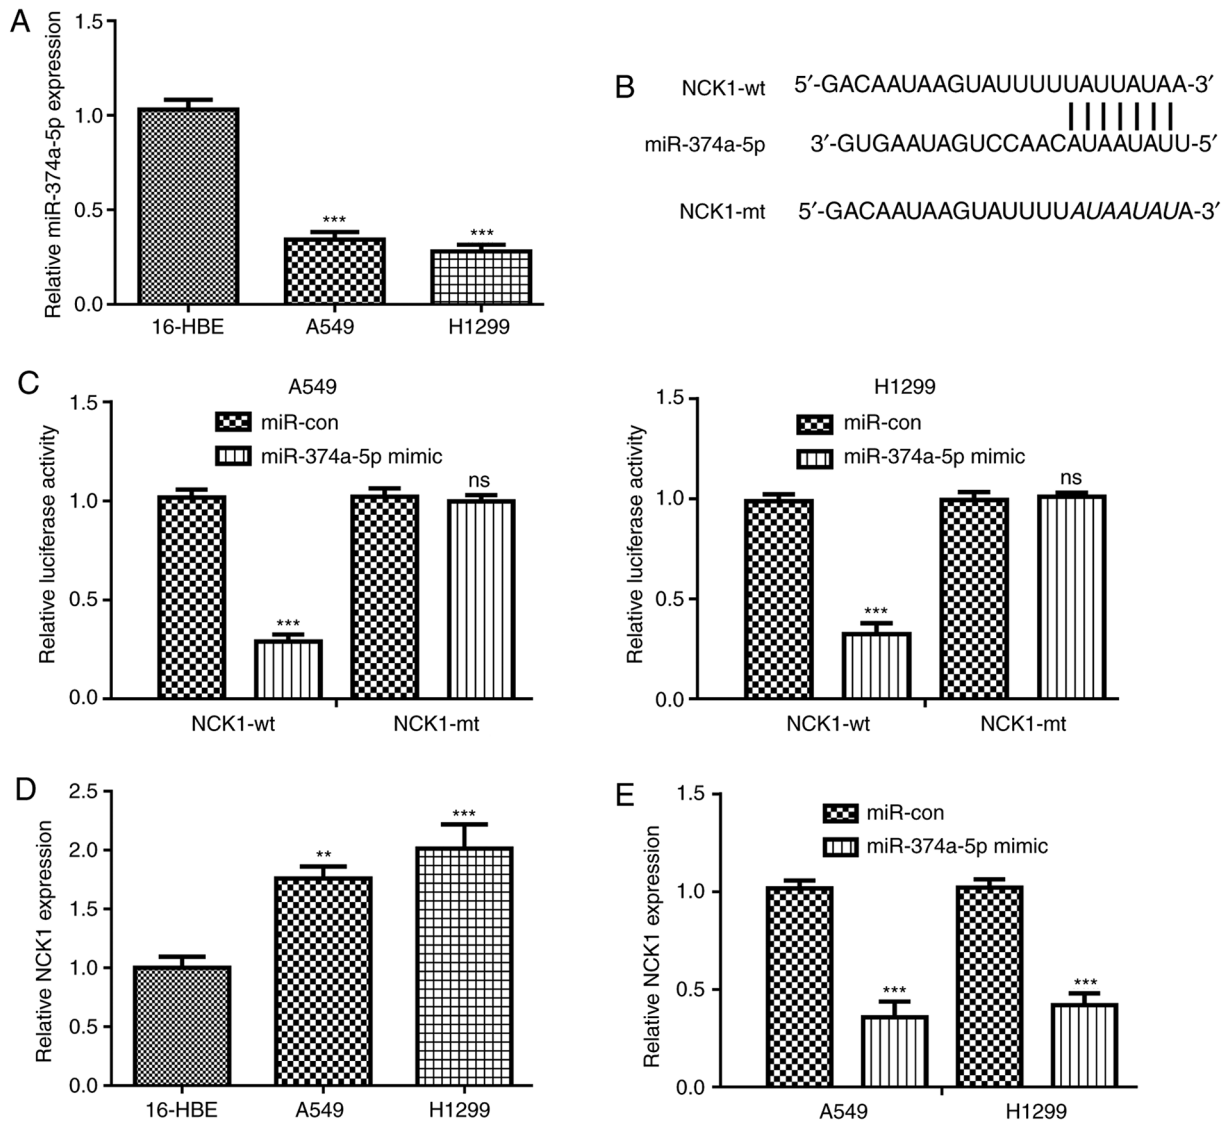 A
Relative miR-374a-5p expression
1.5
1.0
0.5
0.0
***
***
16-HBE A549 H1299
B
NCK1-wt 5′-GACAAUAAGUAUUUUUAUUAUAA-3′
miR-374a-5p 3′-GUGAAUAGUCCAACAUAAUAUU-5′
NCK1-mt 5′-GACAAUAAGUAUUUUAUAAUAUA-3′
C
A549
Relative luciferase activity
1.5
1.0
0.5
0.0
miR-con
miR-374a-5p mimic
***
ns
NCK1-wt NCK1-mt
H1299
Relative luciferase activity
1.5
1.0
0.5
0.0
miR-con
miR-374a-5p mimic
***
ns
NCK1-wt NCK1-mt
D
Relative NCK1 expression
2.5
2.0
1.5
1.0
0.5
0.0
**
***
16-HBE A549 H1299
E
Relative NCK1 expression
1.5
1.0
0.5
0.0
miR-con
miR-374a-5p mimic
***
***
A549 H1299